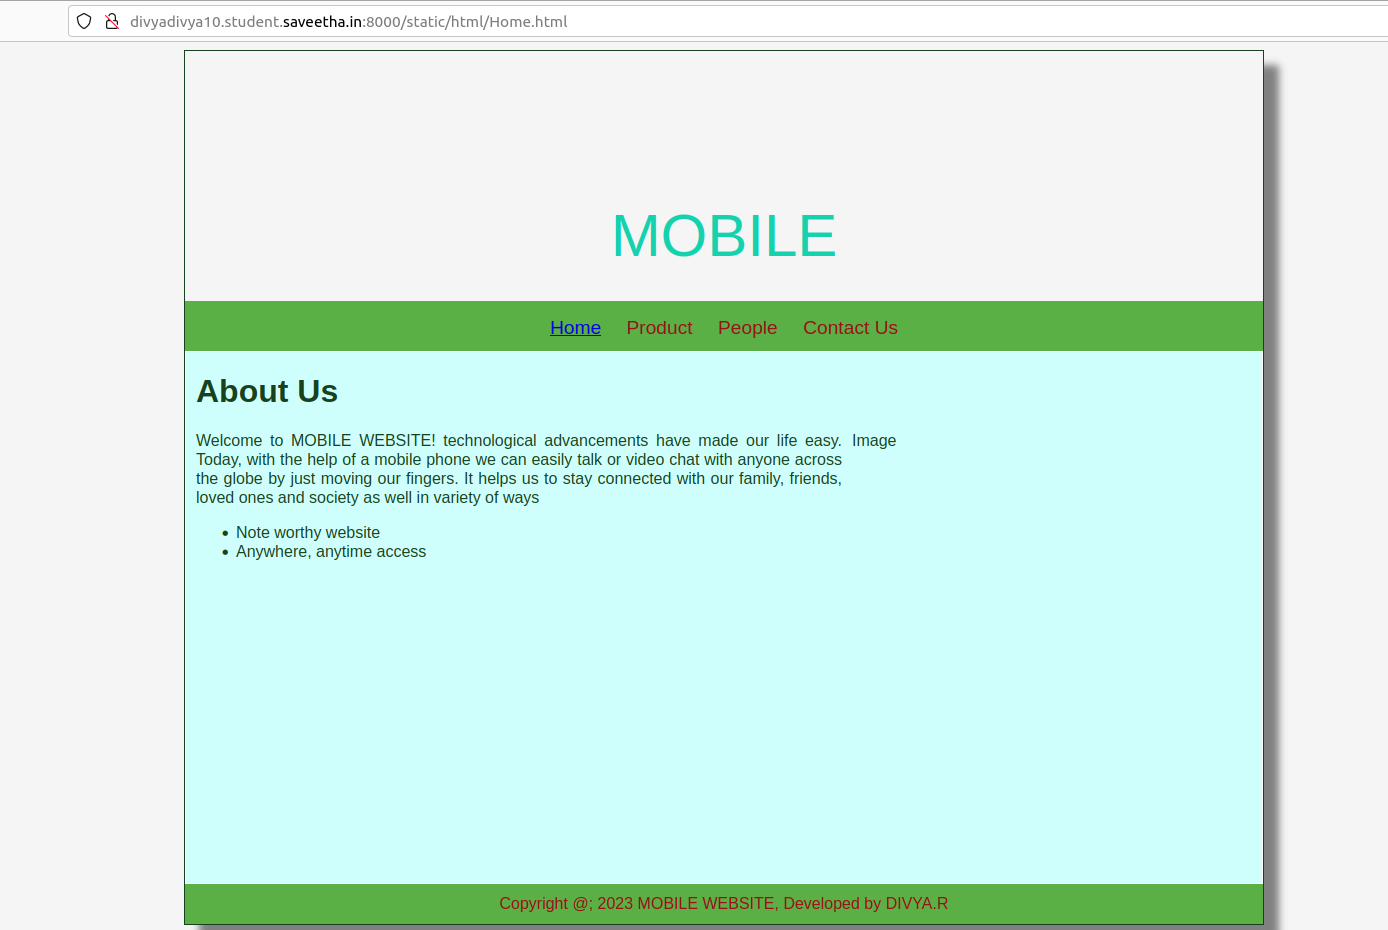 divyadivya10.student.saveetha.in:8000/static/html/Home.html
MOBILE
Home Product People Contact Us
About Us
Welcome to MOBILE WEBSITE! technological advancements have made our life easy. Image
Today, with the help of a mobile phone we can easily talk or video chat with anyone across
the globe by just moving our fingers. It helps us to stay connected with our family, friends,
loved ones and society as well in variety of ways
• Note worthy website
• Anywhere, anytime access
Copyright @; 2023 MOBILE WEBSITE, Developed by DIVYA.R